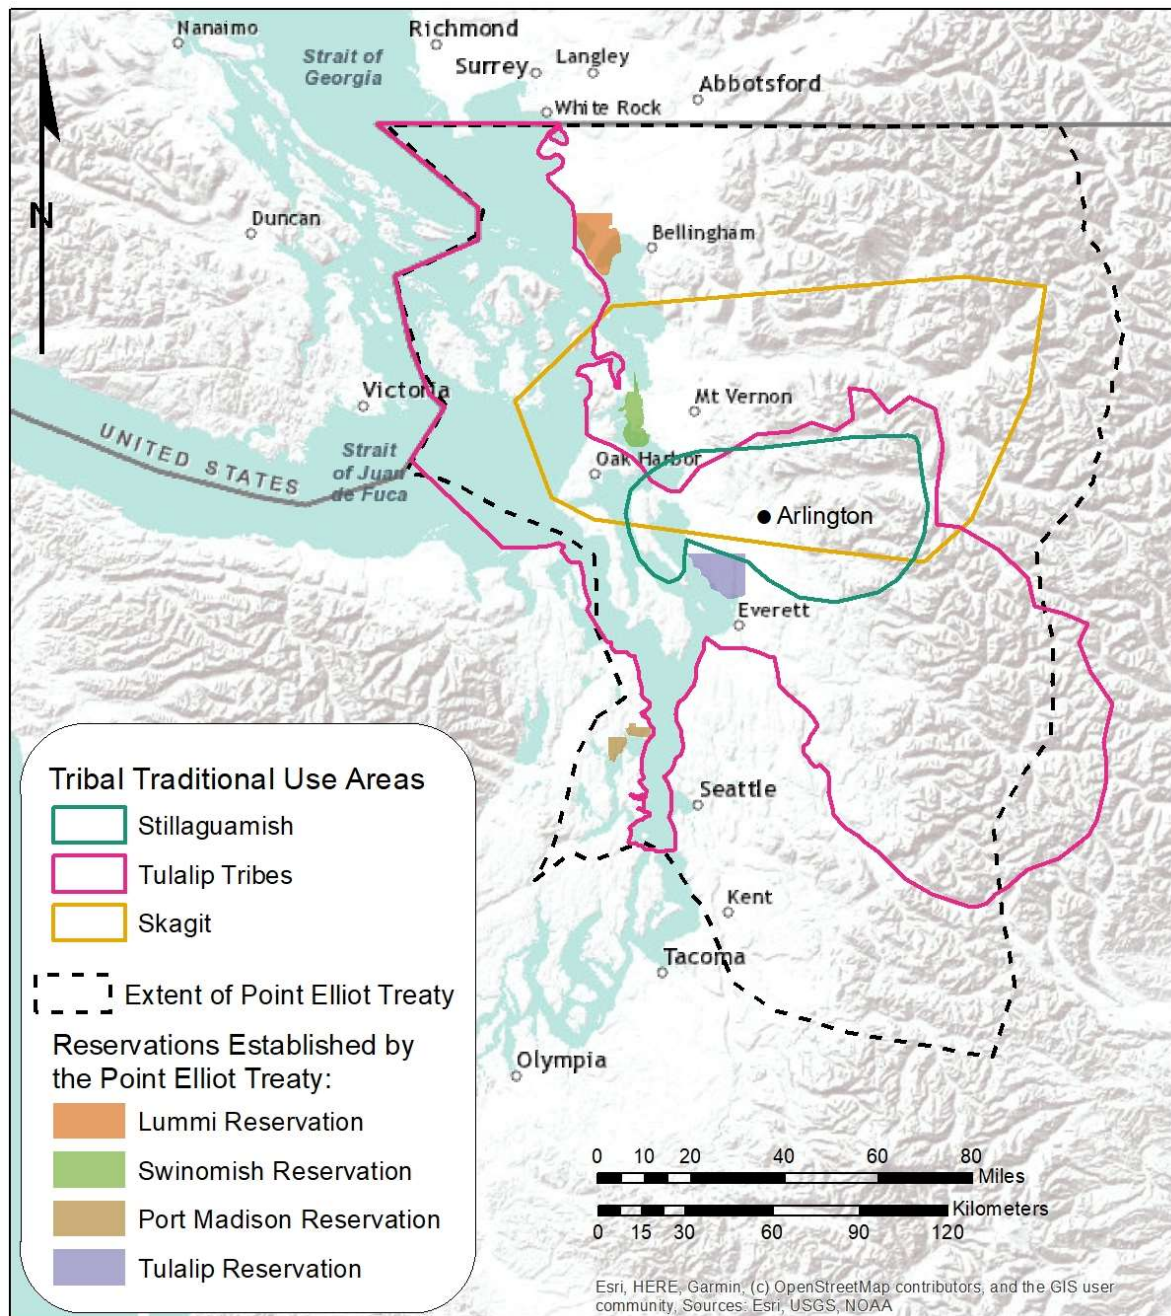 Nanaimo
Richmond
Strait of
Georgia
Surrey
Langley
Abbotsford
White Rock
N
Duncan
Bellingham
Victoria
Mt Vernon
UNITED STATES
Strait
of Juan
de Fuca
Oak Harbor
Arlington
Everett
Seattle
Kent
Tacoma
Olympia
Tribal Traditional Use Areas
Stillaguamish
Tulalip Tribes
Skagit
Extent of Point Elliot Treaty
Reservations Established by
the Point Elliot Treaty:
Lummi Reservation
Swinomish Reservation
Port Madison Reservation
Tulalip Reservation
0 10 20 40 60 80
Miles
Kilometers
0 15 30 60 90 120
Esri, HERE, Garmin, (c) OpenStreetMap contributors, and the GIS user
community, Sources: Esri, USGS, NOAA